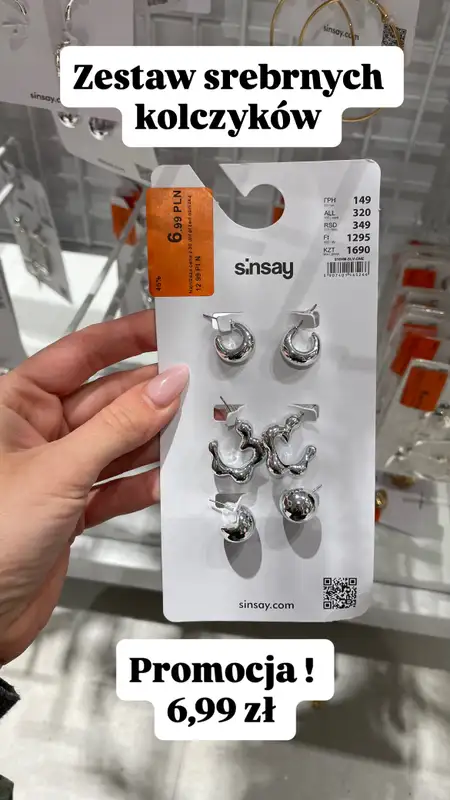 sinsay.
sinsay.com
Zestaw srebrnych
kolczyków
6.99 PLN
12.99 PLN
46%
ГРН 149
ALL 320
RSD 349
Ft 1295
KZT 1690
sinsay
sinsay.com
Promocja !
6,99 zł